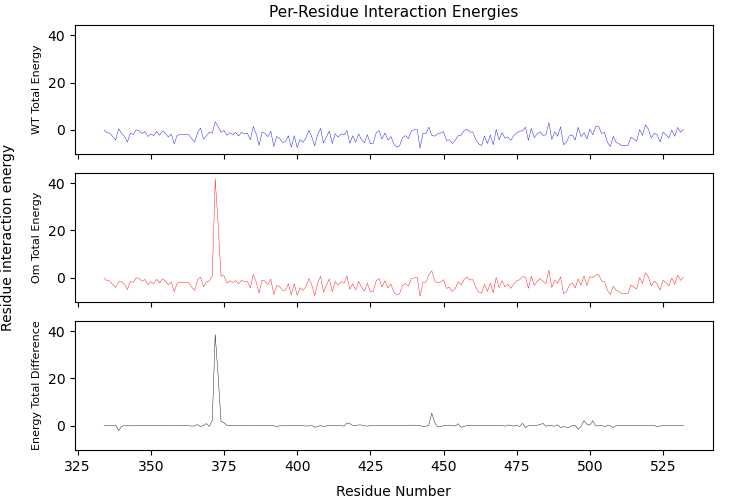 Per-Residue Interaction Energies
Residue interaction energy
WT Total Energy
40
20
0
Om Total Energy
40
20
0
Energy Total Difference
40
20
0
325 350 375 400 425 450 475 500 525
Residue Number